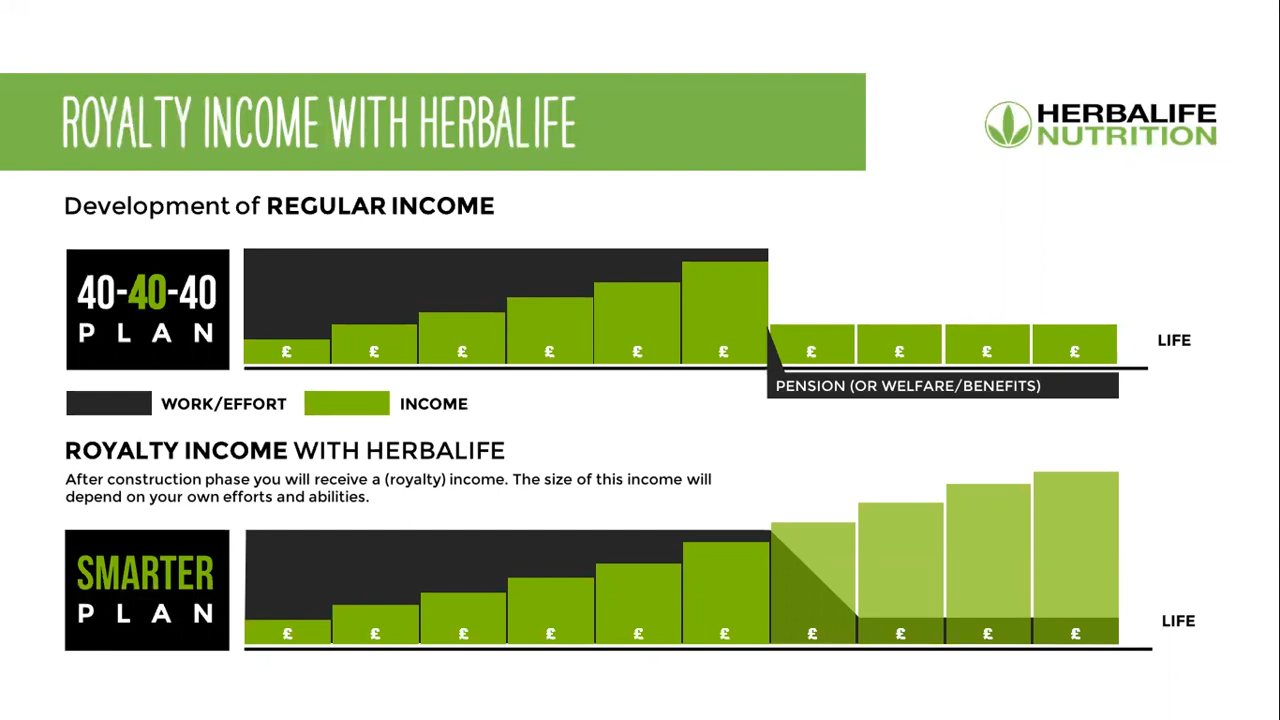 ROYALTY INCOME WITH HERBALIFE
HERBALIFE
NUTRITION
Development of REGULAR INCOME
40-40-40
PLAN
£ £ £ £ £ £ £ £ £ £
LIFE
PENSION (OR WELFARE/BENEFITS)
WORK/EFFORT INCOME
ROYALTY INCOME WITH HERBALIFE
After construction phase you will receive a (royalty) income. The size of this income will
depend on your own efforts and abilities.
SMARTER
PLAN
£ £ £ £ £ £ £ £ £ £
LIFE